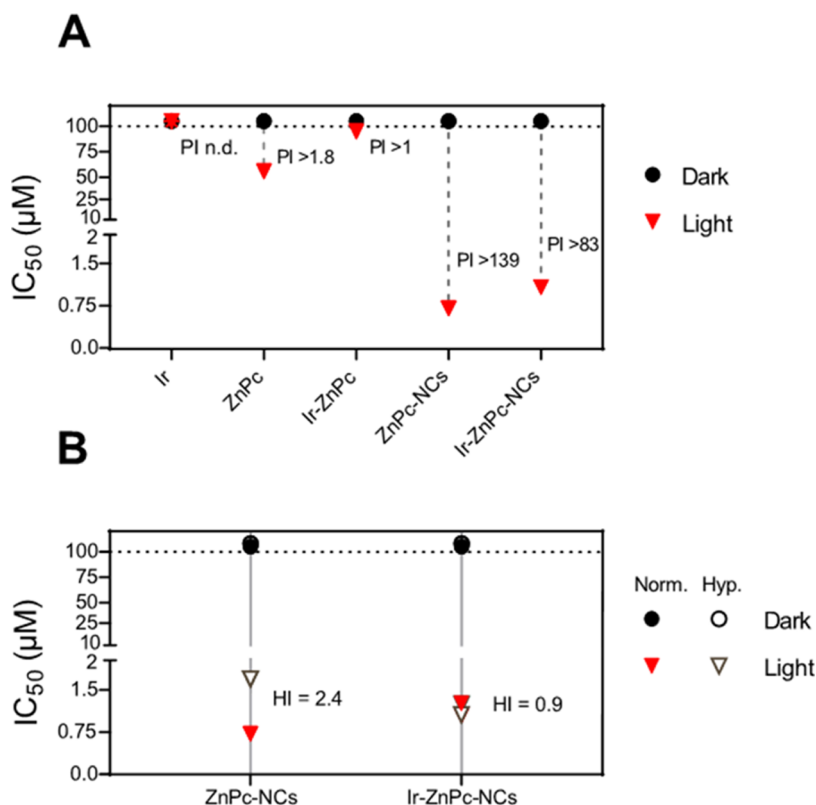 A
IC50 (µM)
100
75
50
25
10
2
1.5
0.75
0.0
PI n.d.
PI >1.8
PI >1
PI >139
PI >83
Dark
Light
Ir
ZnPc
Ir-ZnPc
ZnPc-NCs
Ir-ZnPc-NCs
B
IC50 (µM)
100
75
50
25
10
2
1.5
0.75
0.0
HI = 2.4
HI = 0.9
Norm. Hyp.
Dark
Light
ZnPc-NCs
Ir-ZnPc-NCs